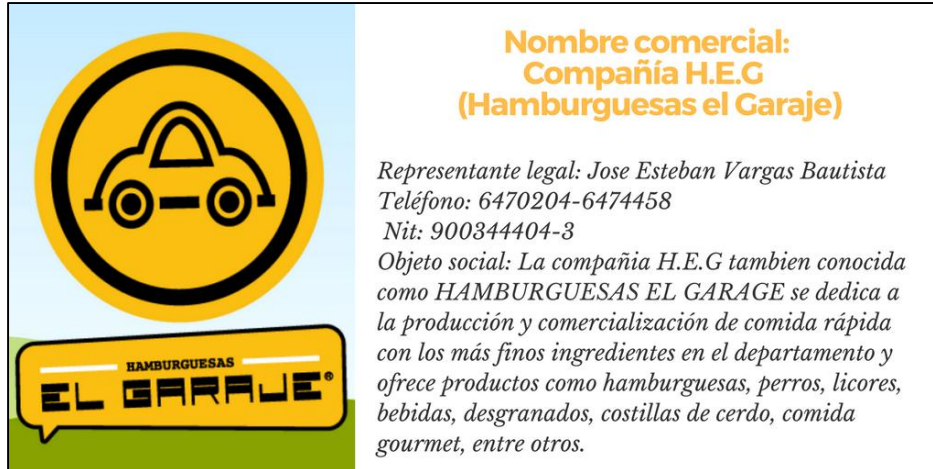 HAMBURGUESAS
EL GARAJE®
Nombre comercial:
Compañía H.E.G
(Hamburguesas el Garaje)
Representante legal: Jose Esteban Vargas Bautista
Teléfono: 6470204-6474458
Nit: 900344404-3
Objeto social: La compañia H.E.G tambien conocida
como HAMBURGUESAS EL GARAGE se dedica a
la producción y comercialización de comida rápida
con los más finos ingredientes en el departamento y
ofrece productos como hamburguesas, perros, licores,
bebidas, desgranados, costillas de cerdo, comida
gourmet, entre otros.